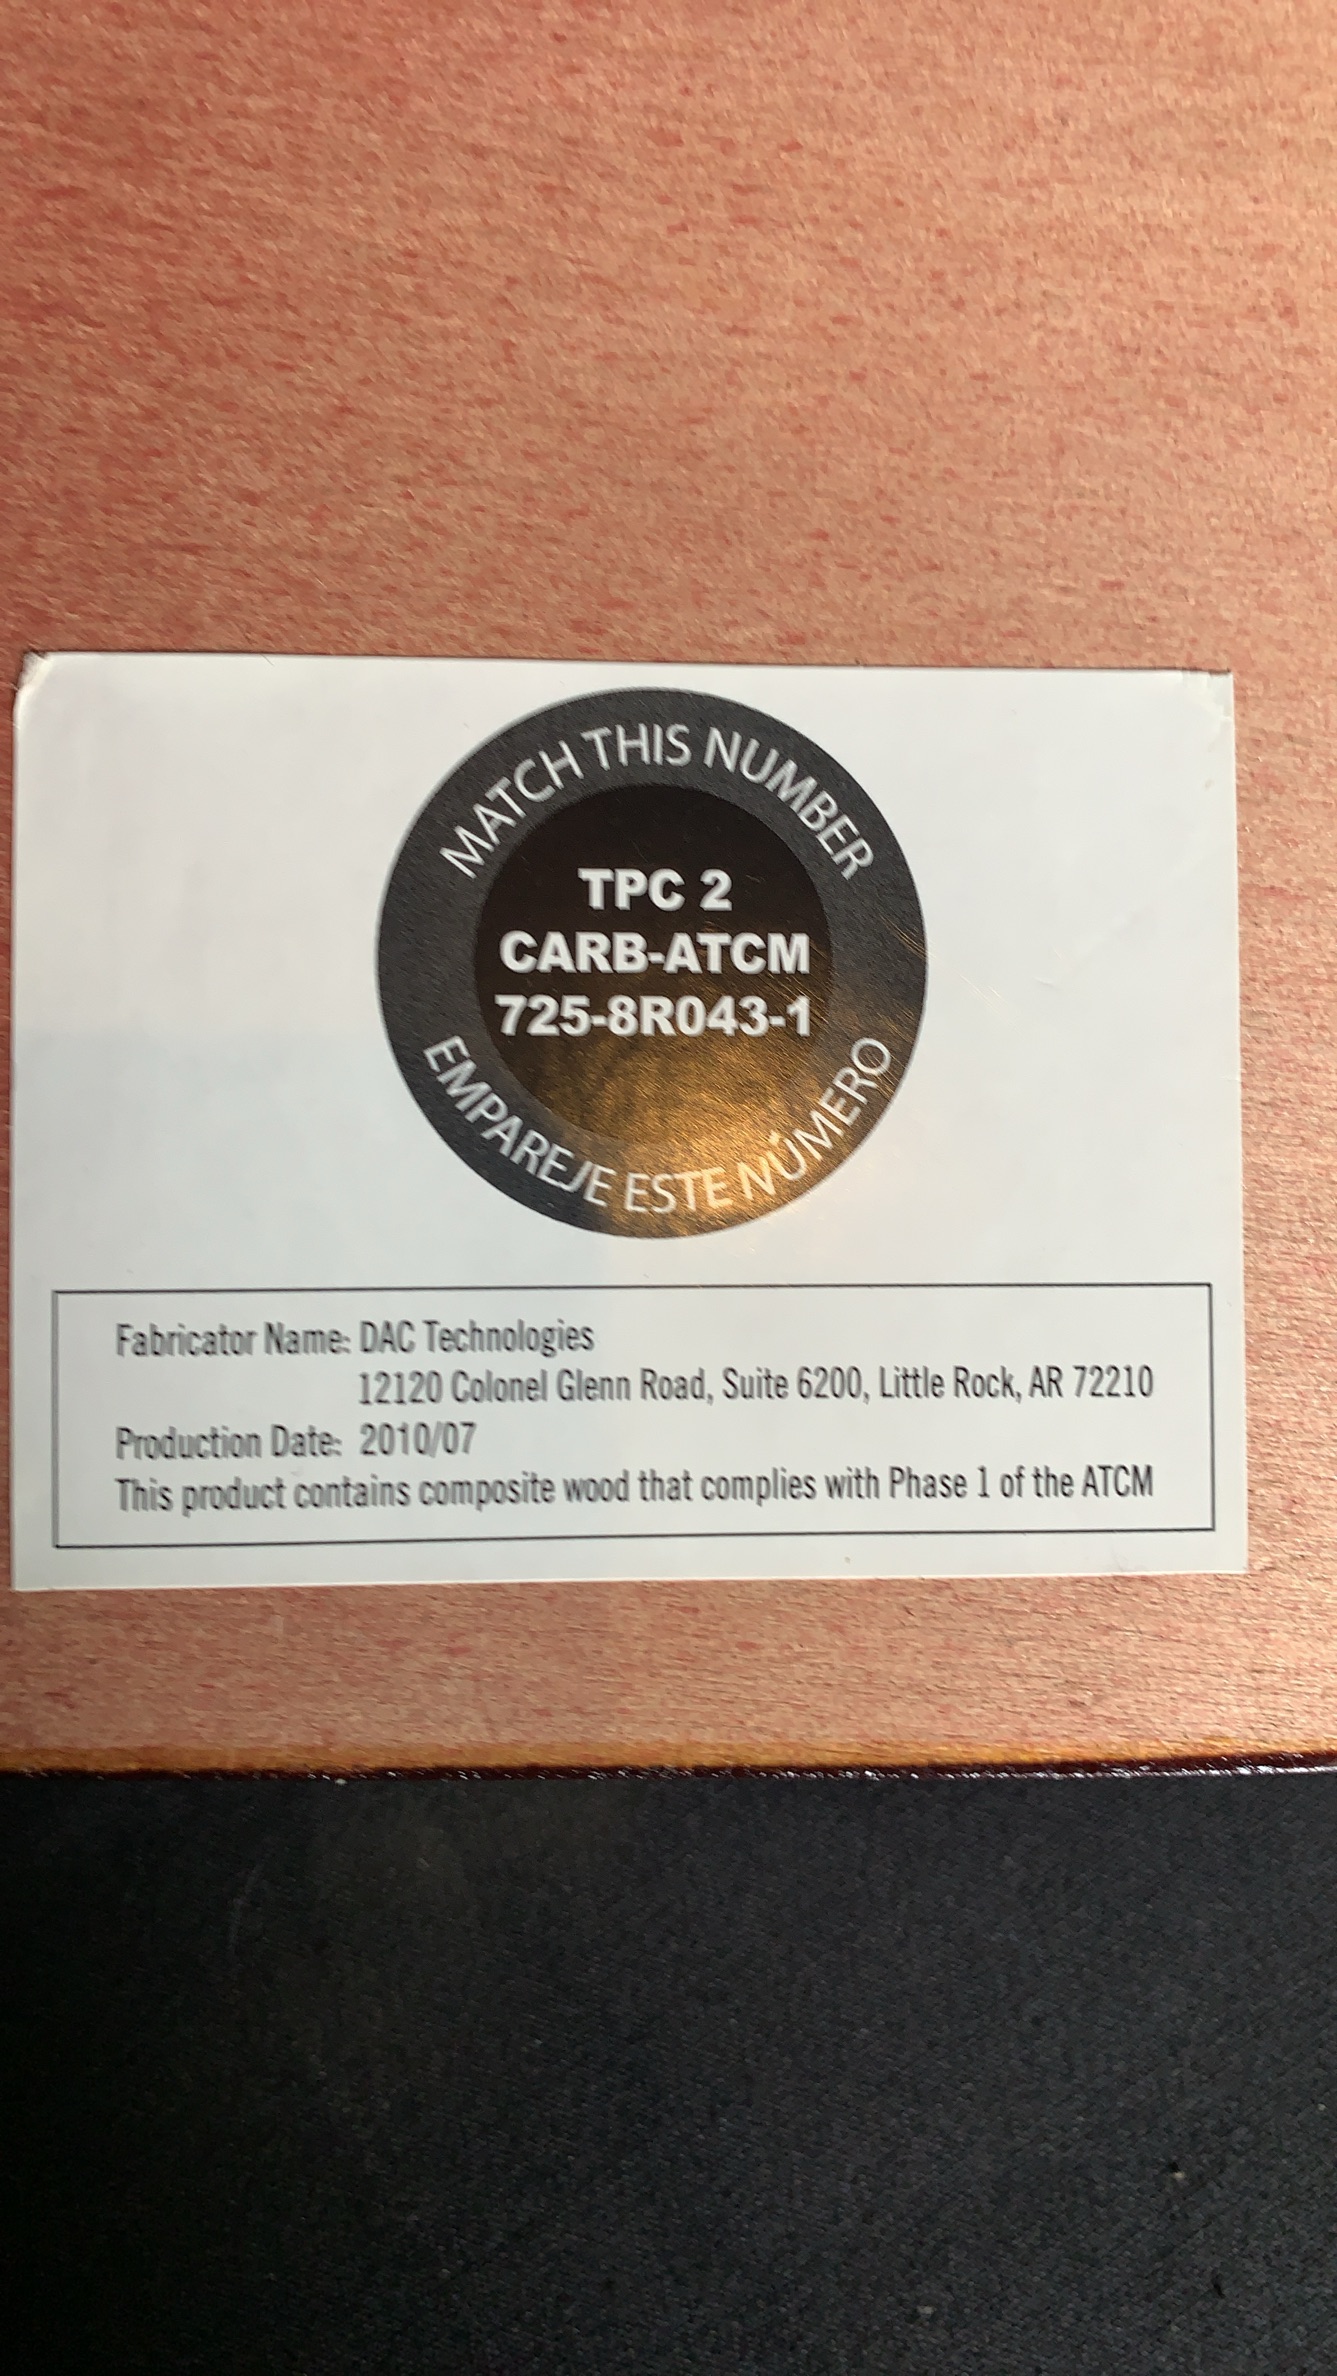 MATCH THIS NUMBER
TPC 2
CARB-ATCM
725-8R043-1
EMPAREJE ESTE NÚMERO
Fabricator Name: DAC Technologies
12120 Colonel Glenn Road, Suite 6200, Little Rock, AR 72210
Production Date: 2010/07
This product contains composite wood that complies with Phase 1 of the ATCM